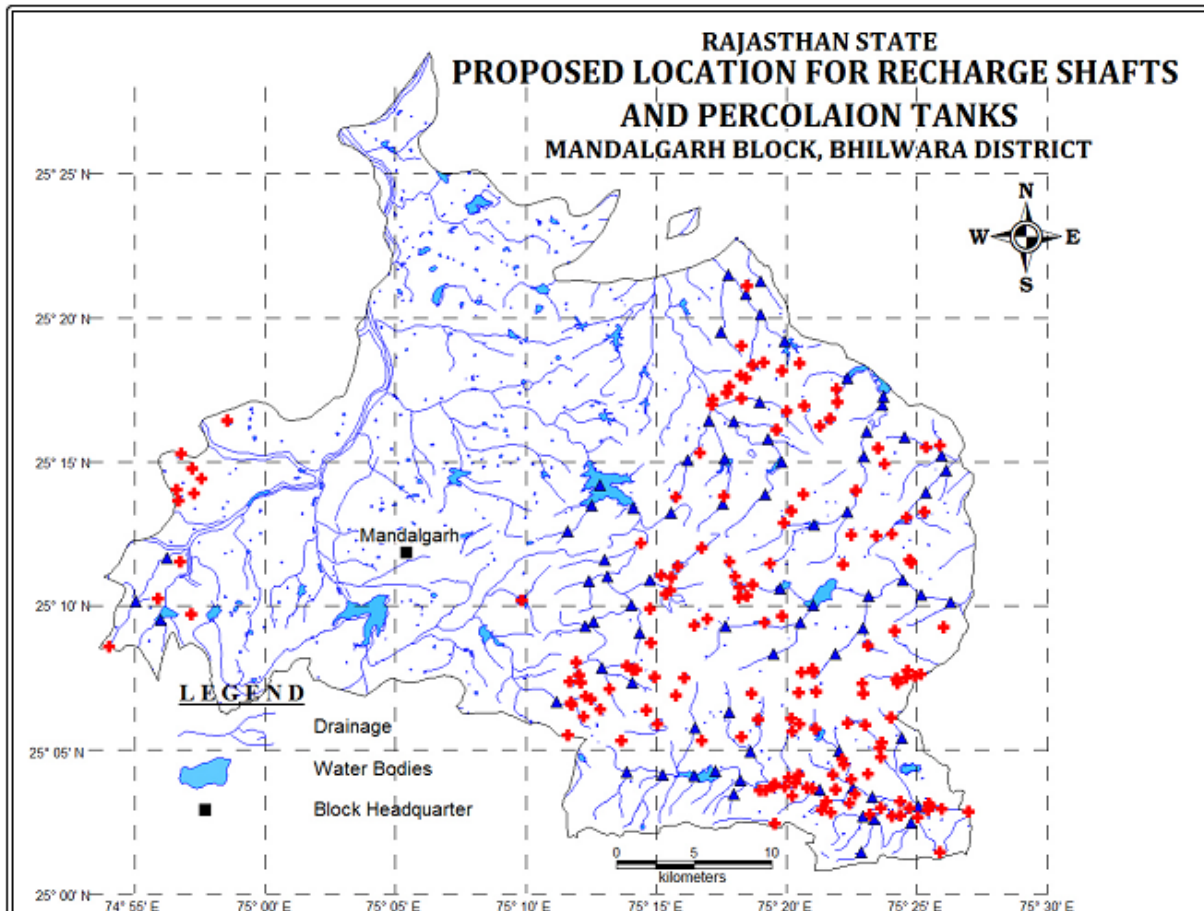 RAJASTHAN STATE
PROPOSED LOCATION FOR RECHARGE SHAFTS
AND PERCOLAION TANKS
MANDALGARH BLOCK, BHILWARA DISTRICT
N
W E
S
25° 25' N
25° 20' N
25° 15' N
25° 10' N
25° 05' N
25° 00' N
Mandalgarh
LEGEND
Drainage
Water Bodies
Block Headquarter
0 5 10
kilometers
74° 55' E 75° 00' E 75° 05' E 75° 10' E 75° 15' E 75° 20' E 75° 25' E 75° 30' E